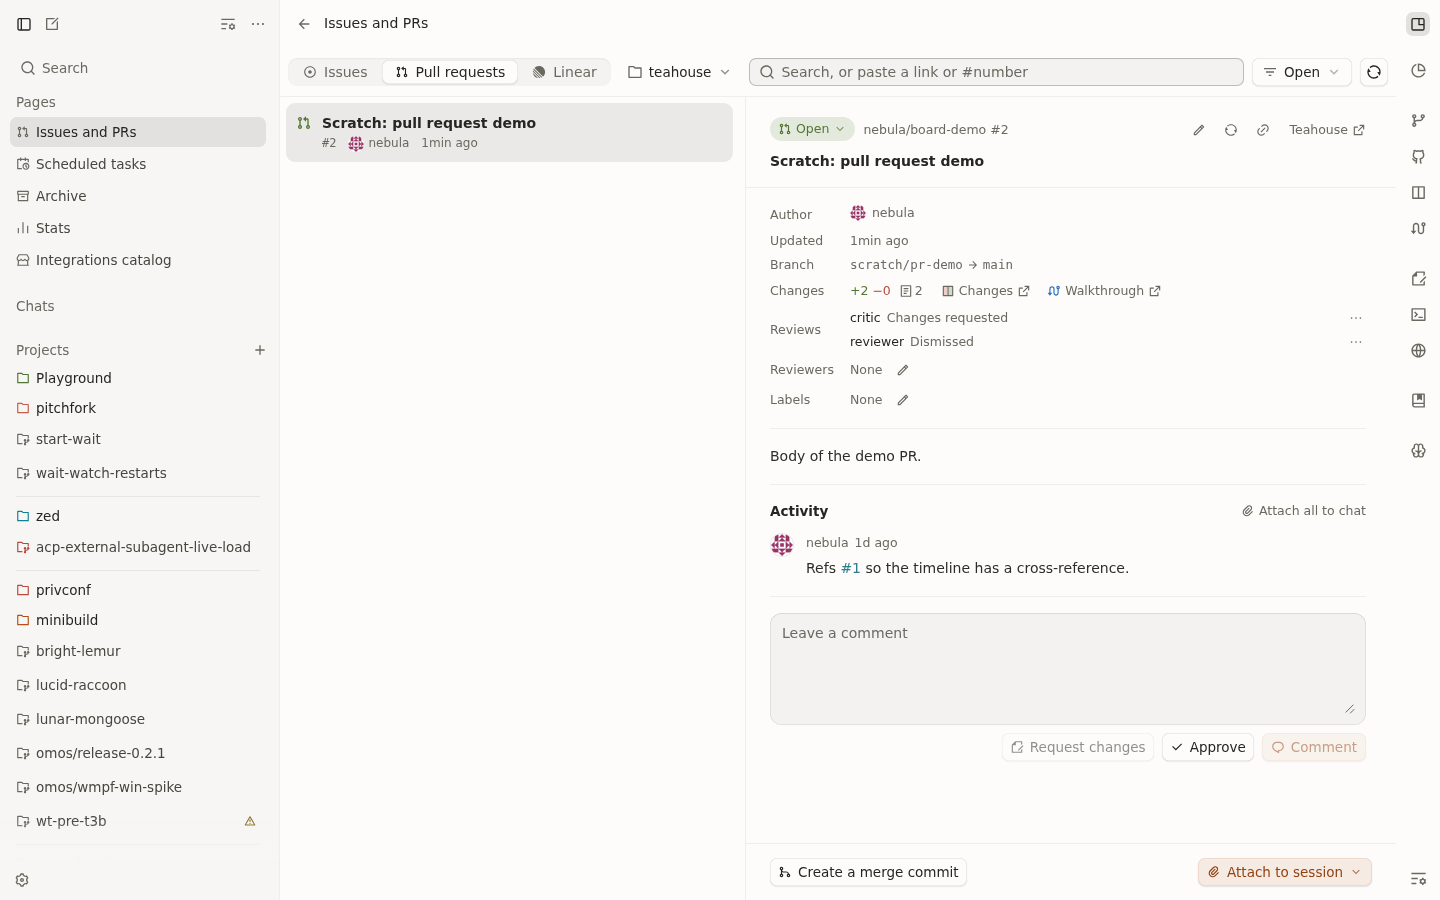 Issues and PRs
Search
Pages
Issues and PRs
Scheduled tasks
Archive
Stats
Integrations catalog
Chats
Projects
Playground
pitchfork
start-wait
wait-watch-restarts
zed
acp-external-subagent-live-load
privconf
minibuild
bright-lemur
lucid-raccoon
lunar-mongoose
omos/release-0.2.1
omos/wmpf-win-spike
wt-pre-t3b
Issues Pull requests Linear teahouse Search, or paste a link or #number Open
Scratch: pull request demo
#2 nebula 1min ago
Open nebula/board-demo #2 Teahouse
Scratch: pull request demo
Author nebula
Updated 1min ago
Branch scratch/pr-demo → main
Changes +2 −0 2 Changes Walkthrough
Reviews critic Changes requested
reviewer Dismissed
Reviewers None
Labels None
Body of the demo PR.
Activity Attach all to chat
nebula 1d ago
Refs #1 so the timeline has a cross-reference.
Leave a comment
Request changes Approve Comment
Create a merge commit Attach to session